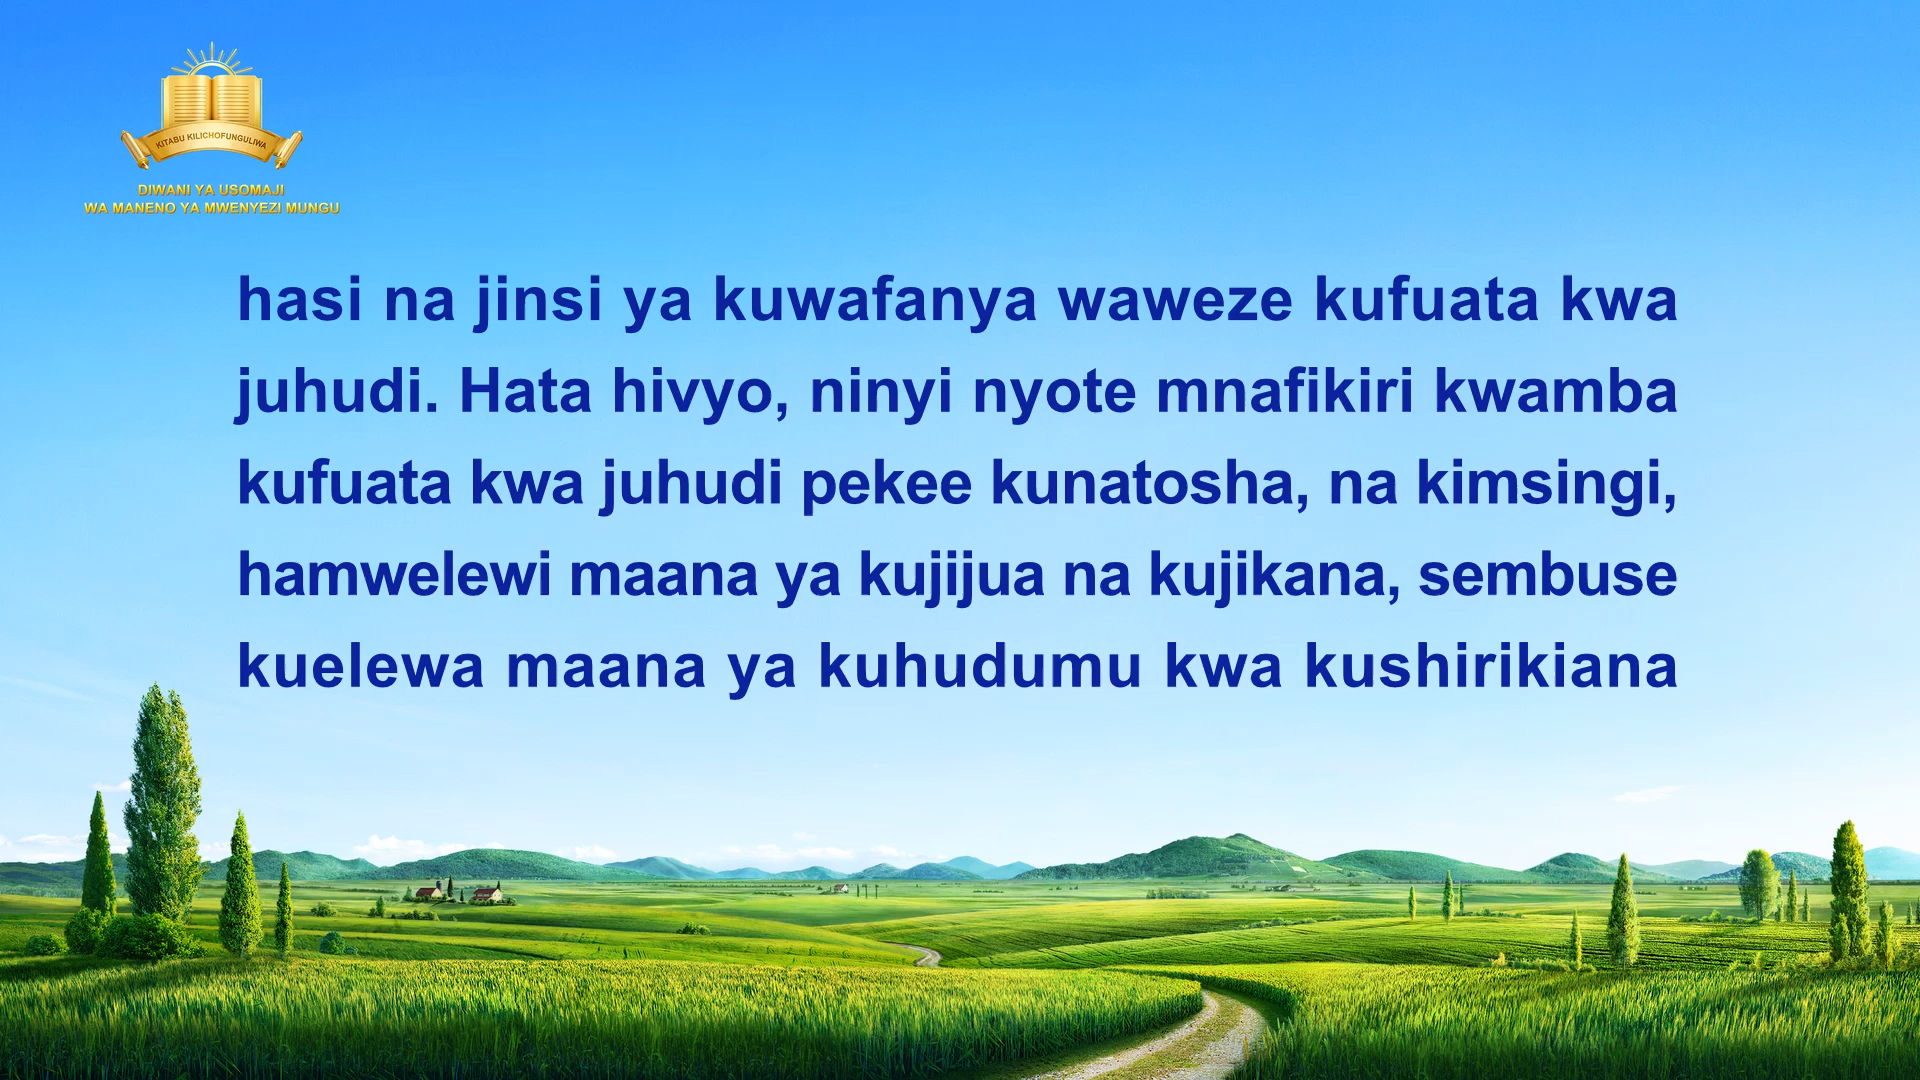 KITABU KILICHOFUNGULIWA
DIWANI YA USOMAJI
WA MANENO YA MWENYEZI MUNGU
hasi na jinsi ya kuwafanya waweze kufuata kwa
juhudi. Hata hivyo, ninyi nyote mnafikiri kwamba
kufuata kwa juhudi pekee kunatosha, na kimsingi,
hamwelewi maana ya kujijua na kujikana, sembuse
kuelewa maana ya kuhudumu kwa kushirikiana